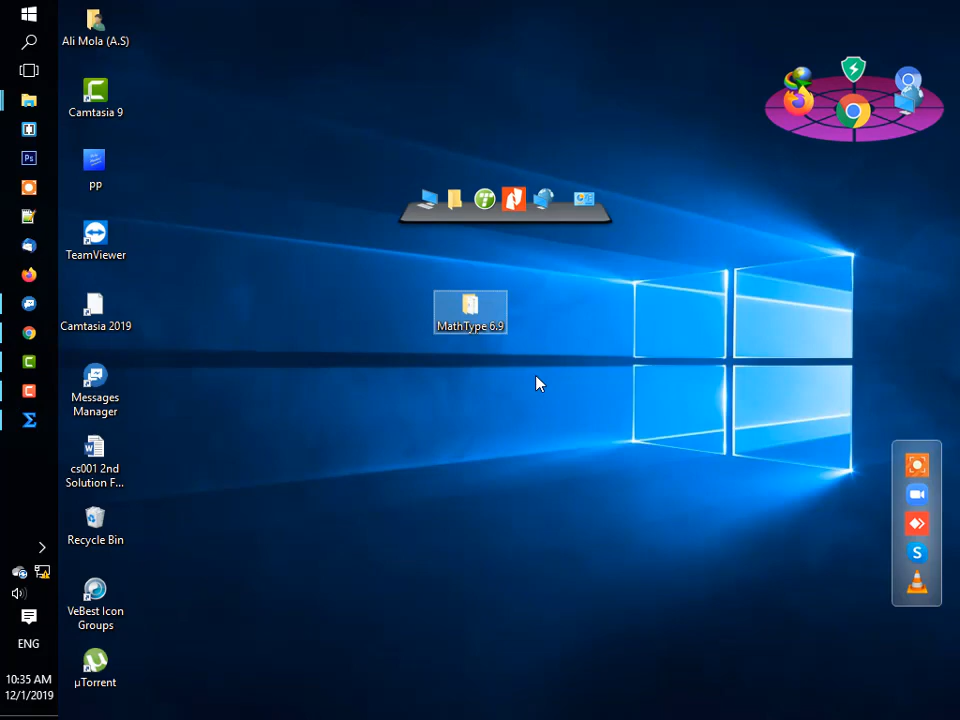 Ali Mola (A.S)
Camtasia 9
pp
TeamViewer
Camtasia 2019
Messages
Manager
cs001 2nd
Solution F...
Recycle Bin
VeBest Icon
Groups
µTorrent
MathType 6.9
Ps
S
ENG
10:35 AM
12/1/2019